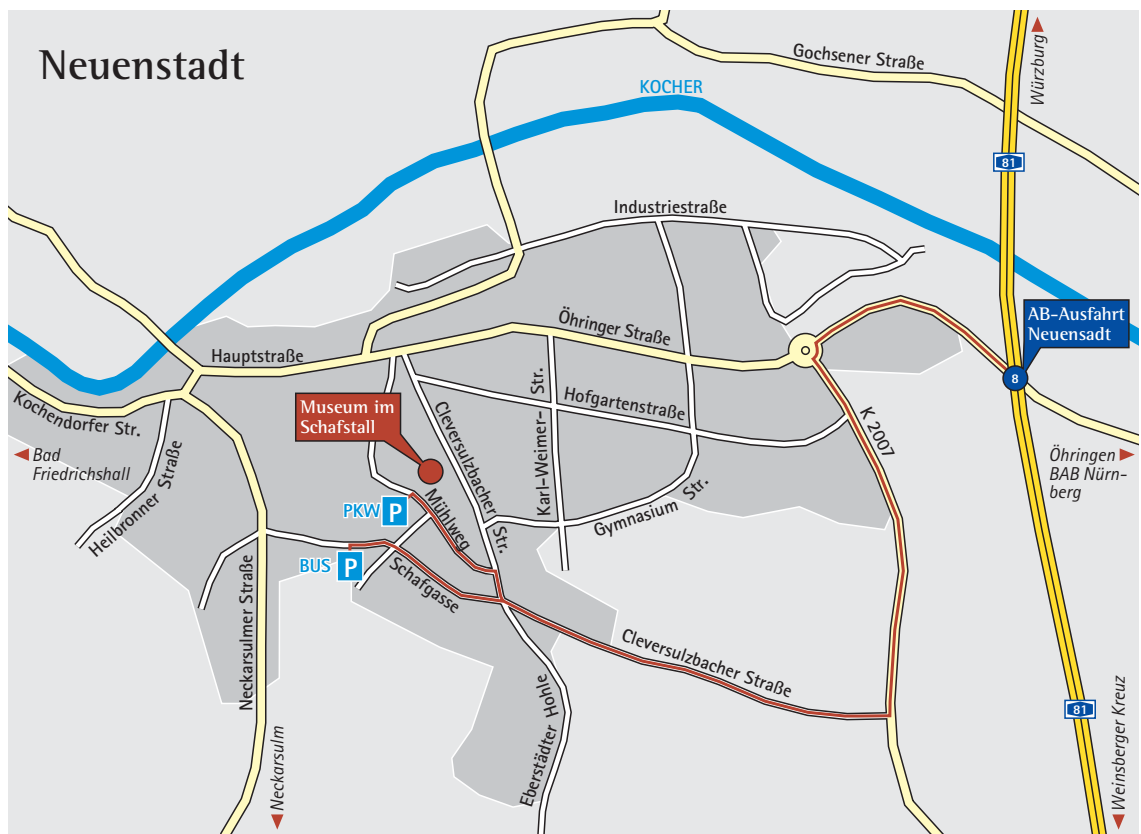 Neuenstadt
Gochsener Straße
Würzburg
KOCHER
81
Industriestraße
AB-Ausfahrt
Neuensadt
8
Öhringer Straße
Hauptstraße
Kochendorfer Str.
Museum im
Schafstall
Hofgartenstraße
K 2007
Bad
Friedrichshall
Heilbronner Straße
Cleversulzbacher Str.
Karl-Weimer- Str.
Öhringen
BAB Nürn-
berg
PKW P
Mühlweg
Gymnasium Str.
BUS P
Schafgasse
Neckarsulmer Straße
Cleversulzbacher Straße
Eberstädter Hohle
81
Neckarsulm
Weinsberger Kreuz